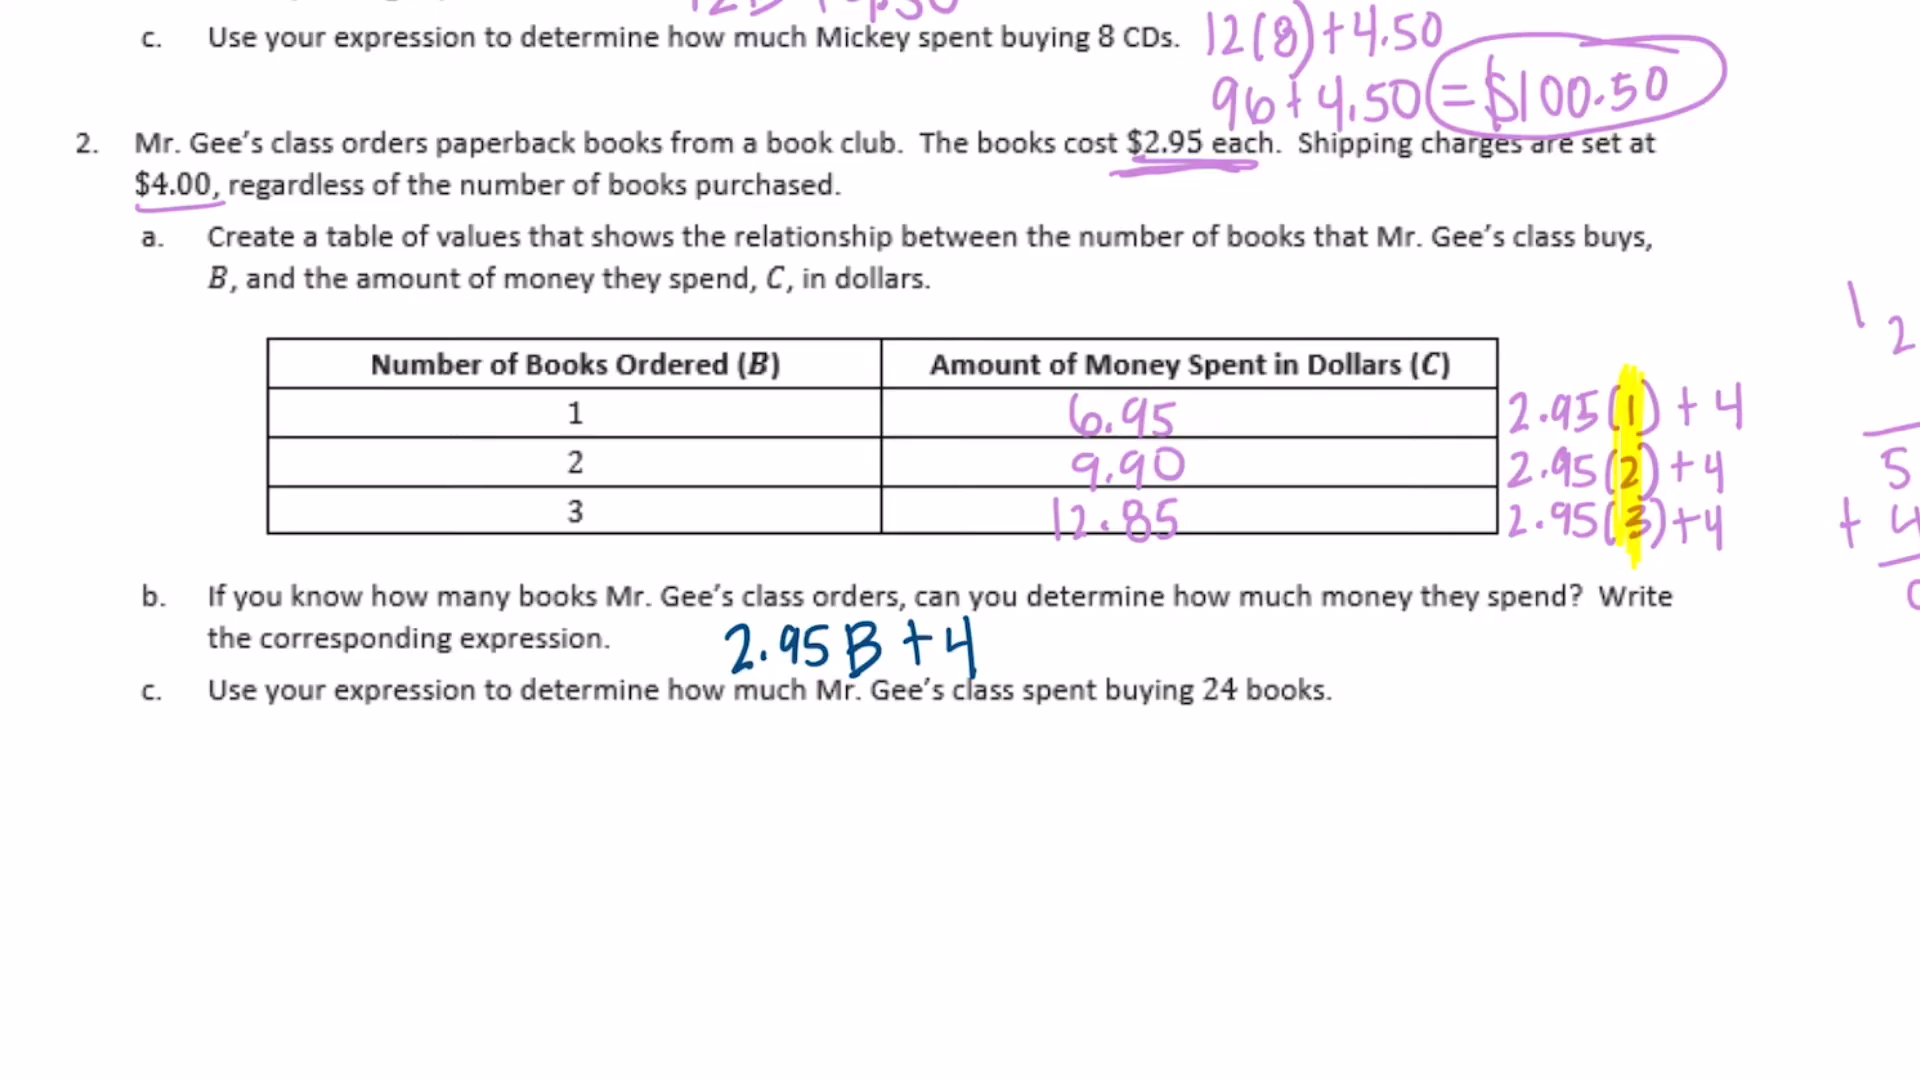 c. Use your expression to determine how much Mickey spent buying 8 CDs. 12(8)+4.50
96+4.50 = $100.50
2. Mr. Gee's class orders paperback books from a book club. The books cost $2.95 each. Shipping charges are set at
$4.00, regardless of the number of books purchased.
a. Create a table of values that shows the relationship between the number of books that Mr. Gee's class buys,
B, and the amount of money they spend, C, in dollars.
1
2
Number of Books Ordered (B) Amount of Money Spent in Dollars (C)
1 6.95 2.95(1)+4
2 9.90 2.95(2)+4 5
3 12.85 2.95(3)+4 + 4
b. If you know how many books Mr. Gee's class orders, can you determine how much money they spend? Write
the corresponding expression. 2.95B+4
c. Use your expression to determine how much Mr. Gee's class spent buying 24 books.